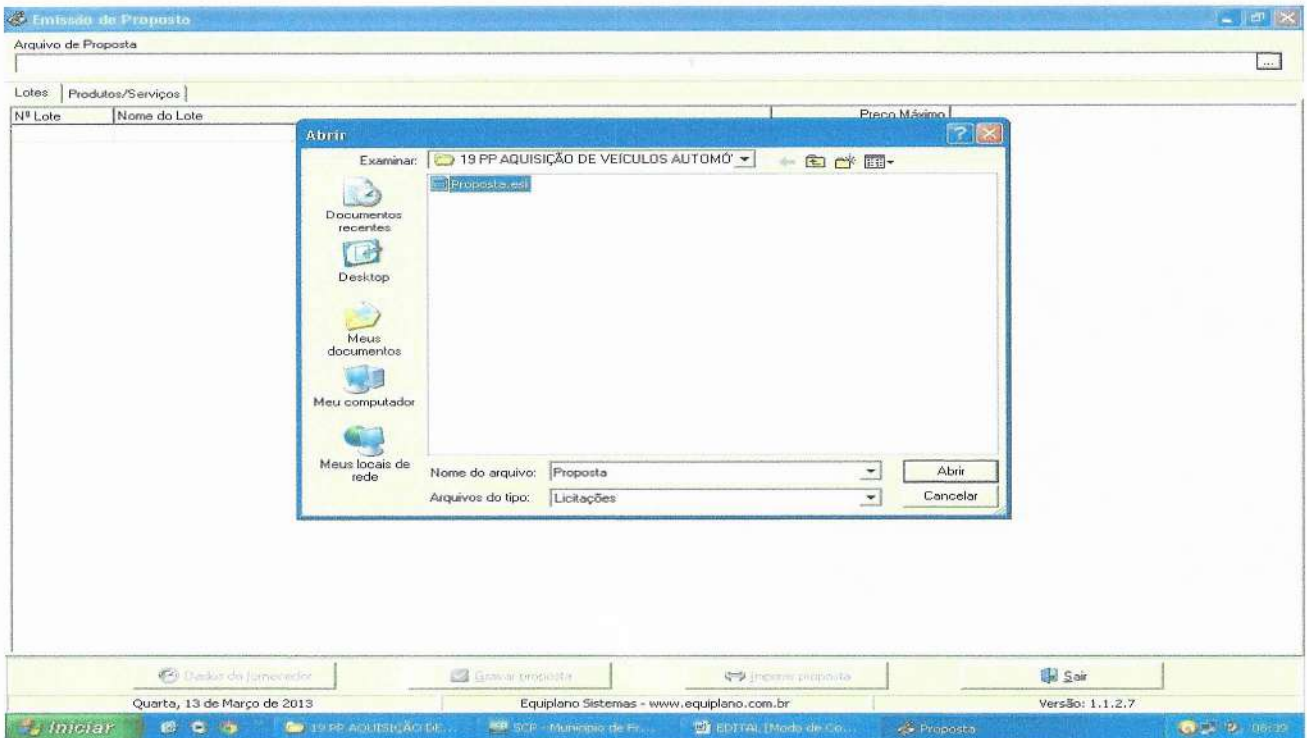 Emissão de Proposta
Arquivo de Proposta
...
Lotes Produtos/Serviços
Nº Lote Nome do Lote Preço Máximo
Abrir
Examinar: 19 PP AQUISIÇÃO DE VEÍCULOS AUTOMÓ
Proposta.esl
Documentos recentes
Desktop
Meus documentos
Meu computador
Meus locais de rede
Nome do arquivo: Proposta Abrir
Arquivos do tipo: Licitações Cancelar
Dados do fornecedor Gravar proposta Imprimir proposta Sair
Quarta, 13 de Março de 2013 Equiplano Sistemas - www.equiplano.com.br Versão: 1.1.2.7
Iniciar 19 PP AQUISIÇÃO DE... SCP - Município de Fr... EDITAL [Modo de Co... Proposta 08:39